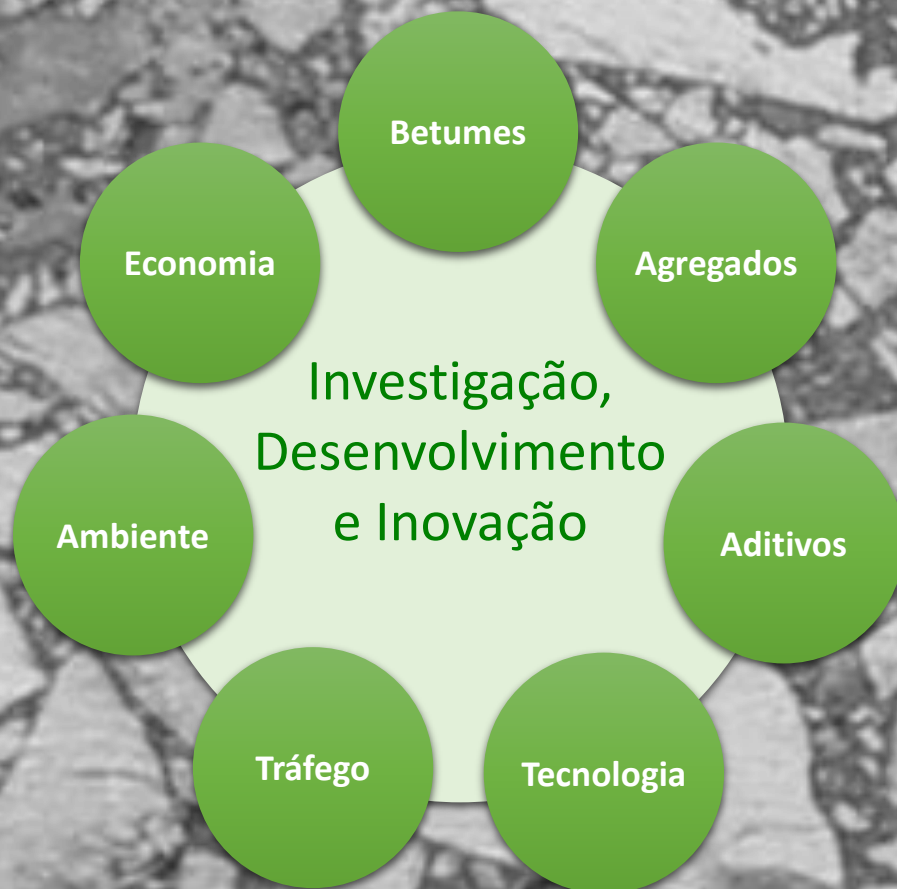 Betumes
Economia
Agregados
Investigação,
Desenvolvimento
e Inovação
Ambiente
Aditivos
Tráfego
Tecnologia